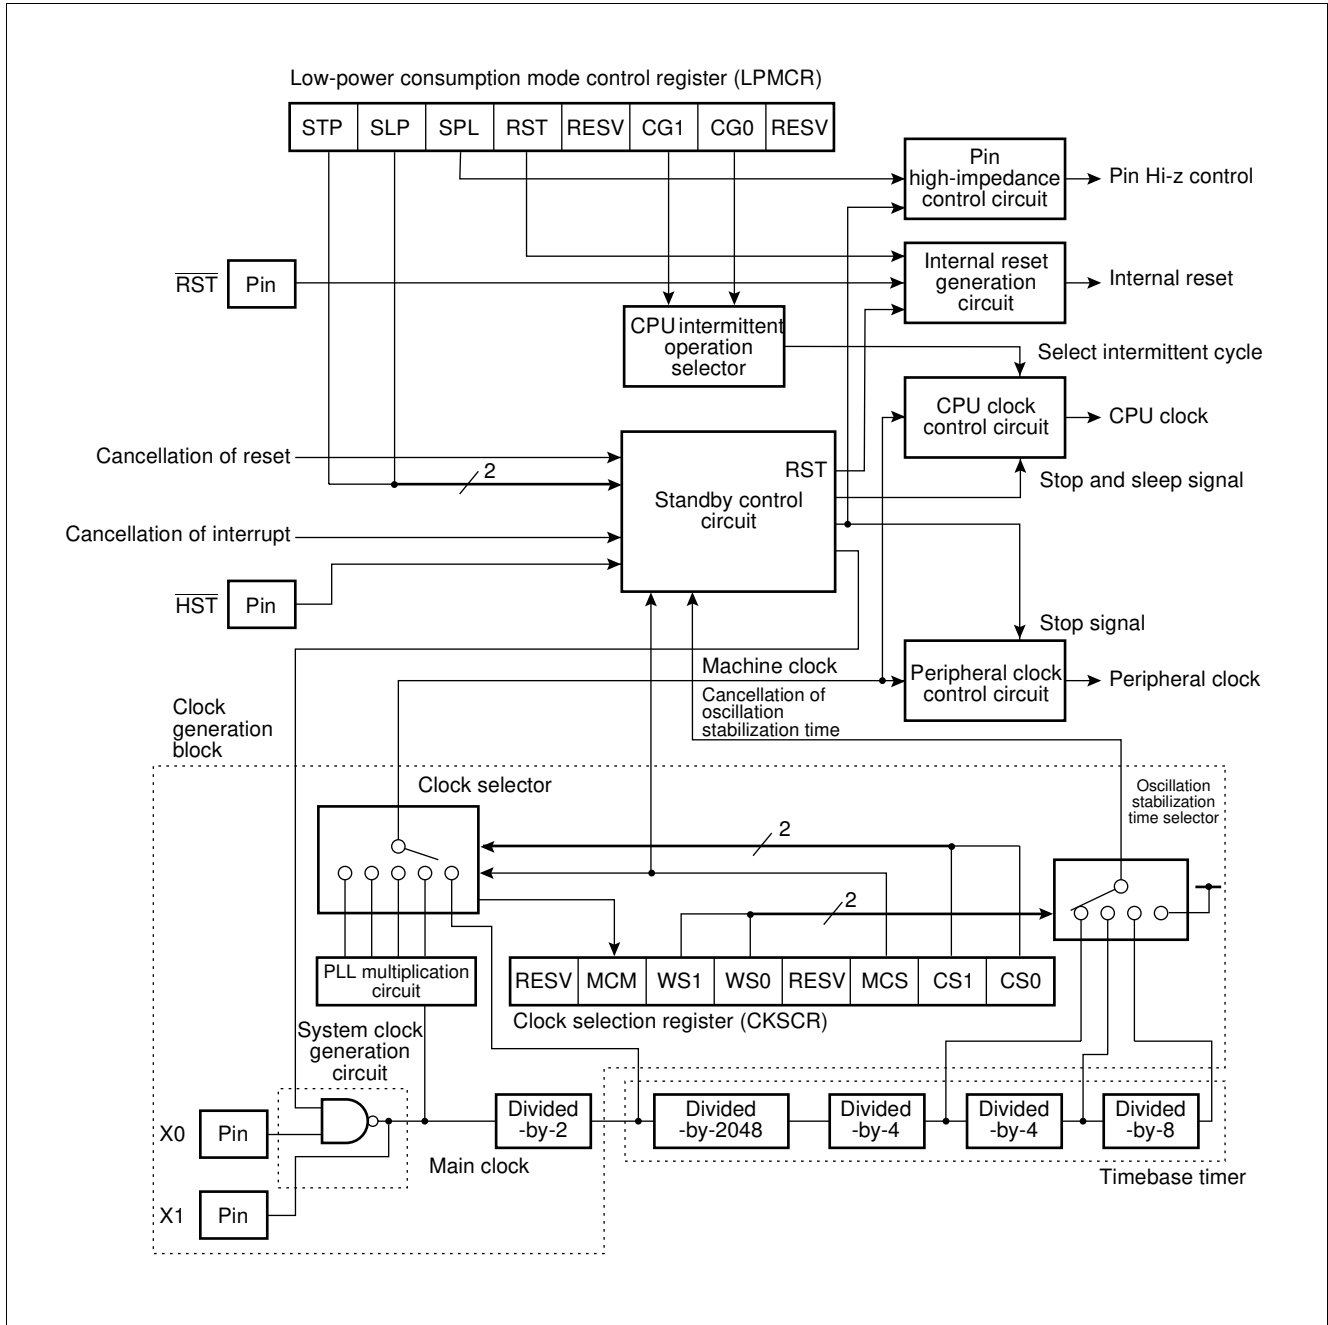 Low-power consumption mode control register (LPMCR)
STP SLP SPL RST RESV CG1 CG0 RESV
Pin
high-impedance
control circuit
Pin Hi-z control
RST Pin
Internal reset
generation
circuit
Internal reset
CPU intermittent
operation
selector
Select intermittent cycle
CPU clock
control circuit
CPU clock
Cancellation of reset
2
RST
Standby control
circuit
Stop and sleep signal
Cancellation of interrupt
HST Pin
Stop signal
Machine clock
Peripheral clock
control circuit
Peripheral clock
Cancellation of
oscillation
stabilization time
Clock
generation
block
Clock selector
Oscillation
stabilization
time selector
2
2
PLL multiplication
circuit
RESV MCM WS1 WS0 RESV MCS CS1 CS0
Clock selection register (CKSCR)
System clock
generation
circuit
X0 Pin
Divided
-by-2
Divided
-by-2048
Divided
-by-4
Divided
-by-4
Divided
-by-8
Main clock
Timebase timer
X1 Pin